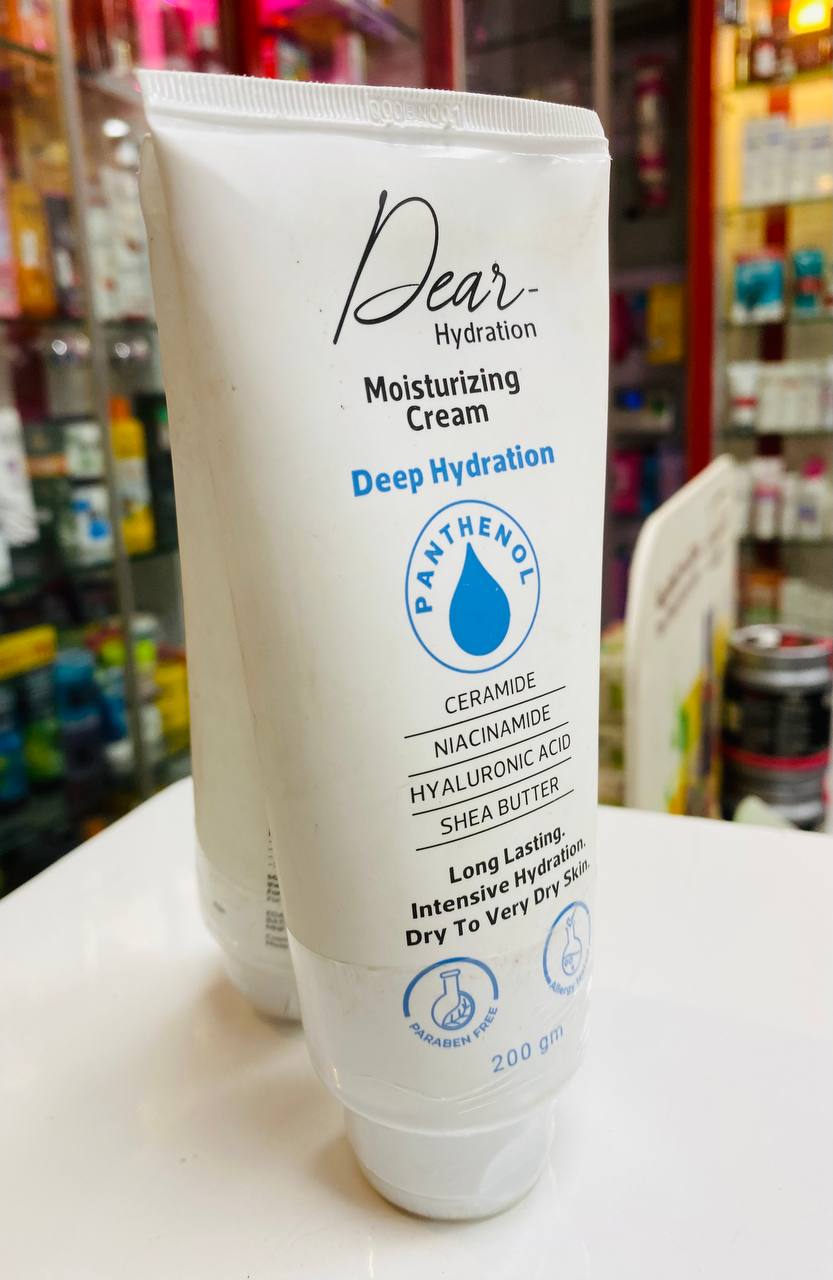 Dear-
Hydration
Moisturizing
Cream
Deep Hydration
PANTHENOL
CERAMIDE
NIACINAMIDE
HYALURONIC ACID
SHEA BUTTER
Long Lasting.
Intensive Hydration.
Dry To Very Dry Skin.
Allergy
PARABEN FREE
200 gm